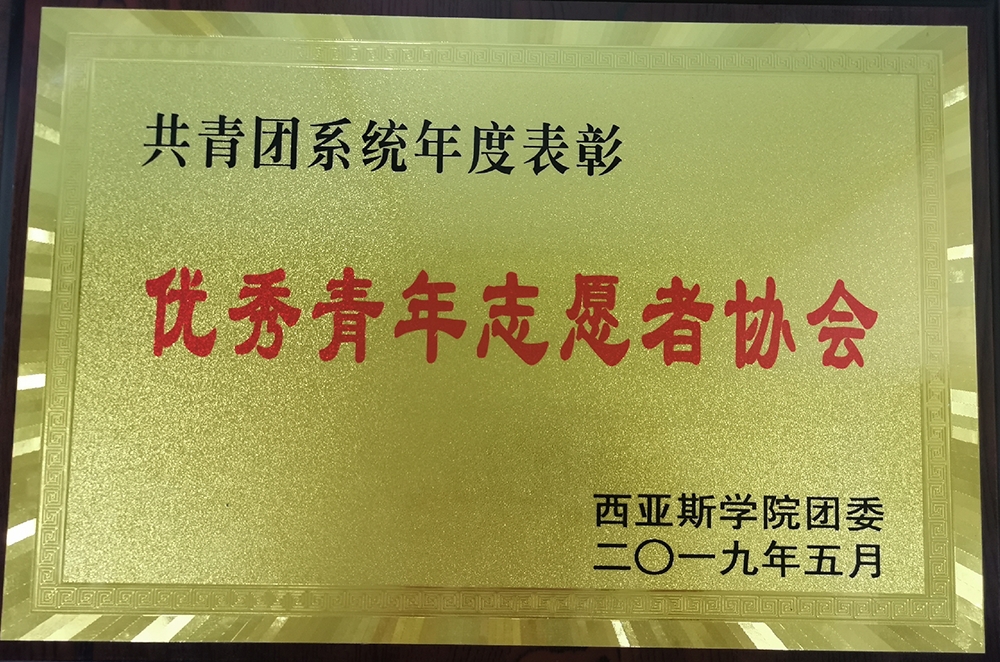 共青团系统年度表彰
优秀青年志愿者协会
西亚斯学院团委
二〇一九年五月